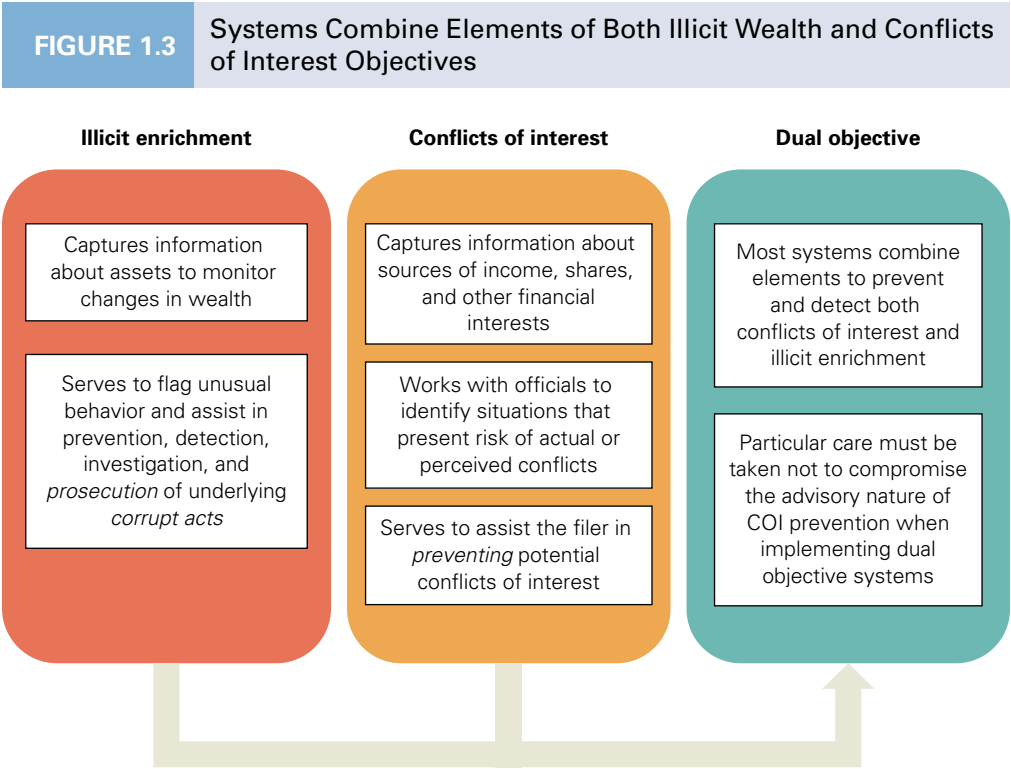 FIGURE 1.3
Systems Combine Elements of Both Illicit Wealth and Conflicts
of Interest Objectives
Illicit enrichment
Captures information
about assets to monitor
changes in wealth
Serves to flag unusual
behavior and assist in
prevention, detection,
investigation, and
prosecution of underlying
corrupt acts
Conflicts of interest
Captures information about
sources of income, shares,
and other financial
interests
Works with officials to
identify situations that
present risk of actual or
perceived conflicts
Serves to assist the filer in
preventing potential
conflicts of interest
Dual objective
Most systems combine
elements to prevent
and detect both
conflicts of interest and
illicit enrichment
Particular care must be
taken not to compromise
the advisory nature of
COI prevention when
implementing dual
objective systems